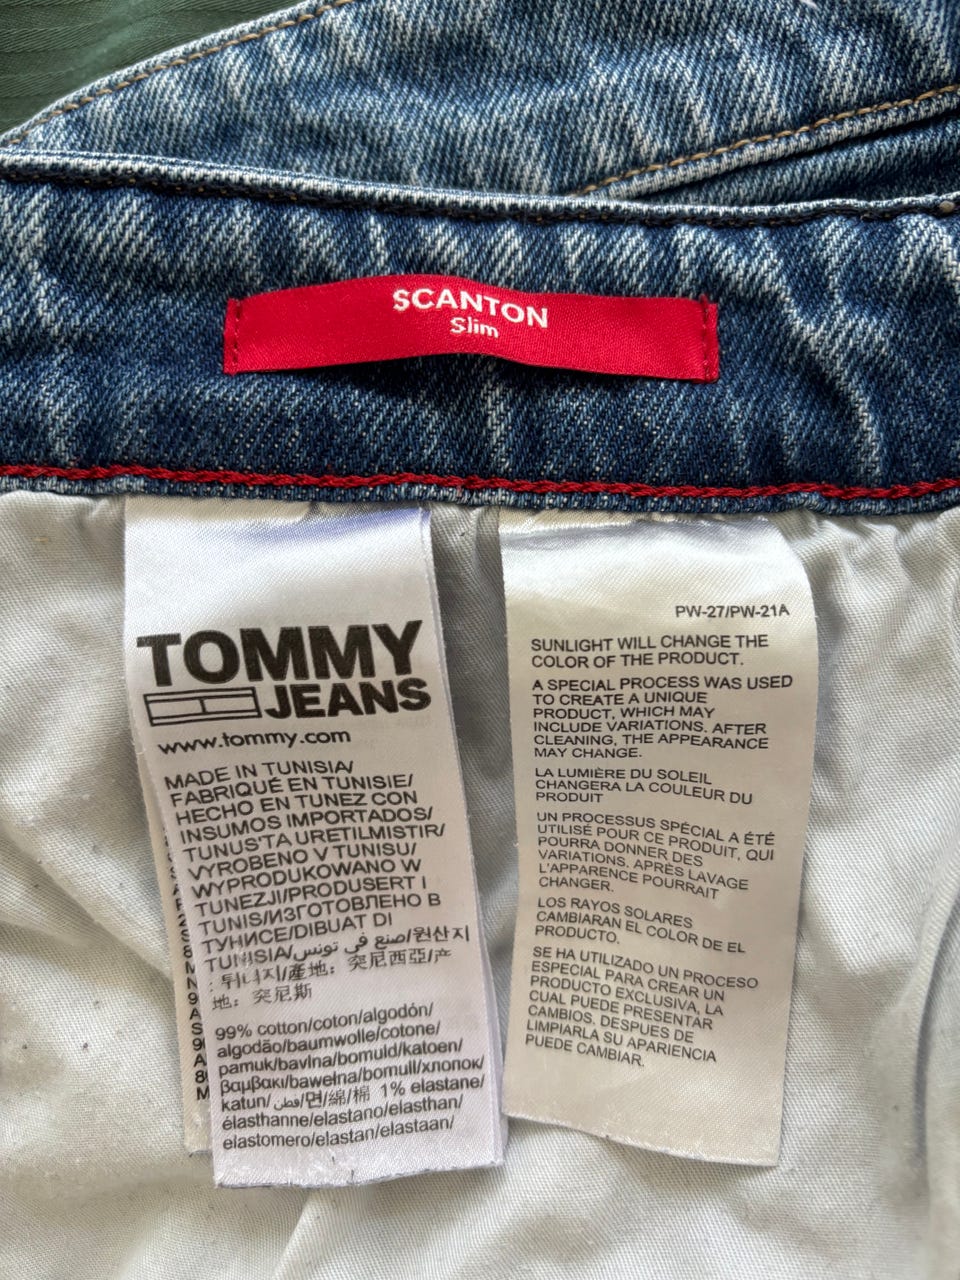 SCANTON
Slim
TOMMY
JEANS
www.tommy.com
MADE IN TUNISIA/
FABRIQUÉ EN TUNISIE/
HECHO EN TUNEZ CON
INSUMOS IMPORTADOS/
TUNUS'TA URETILMISTIR/
VYROBENO V TUNISU/
WYPRODUKOWANO W
TUNEZJI/PRODUSERT I
TUNIS/ИЗГОТОВЛЕНО В
ТУНИСЕ/DIBUAT DI
TUNISIA/صنع في تونس/원산지
: 튀니지/產地：突尼西亞/产
地：突尼斯
99% cotton/coton/algodón/
algodão/baumwolle/cotone/
pamuk/bavlna/bomuld/katoen/
βαμβακι/bawełna/bomull/хлопок/
katun/قطن/면/綿/棉 1% elastane/
élasthanne/elastano/elasthan/
elastomero/elastan/elastaan/
PW-27/PW-21A
SUNLIGHT WILL CHANGE THE
COLOR OF THE PRODUCT.
A SPECIAL PROCESS WAS USED
TO CREATE A UNIQUE
PRODUCT, WHICH MAY
INCLUDE VARIATIONS. AFTER
CLEANING, THE APPEARANCE
MAY CHANGE.
LA LUMIÈRE DU SOLEIL
CHANGERA LA COULEUR DU
PRODUIT
UN PROCESSUS SPÉCIAL A ÉTÉ
UTILISÉ POUR CE PRODUIT, QUI
POURRA DONNER DES
VARIATIONS. APRÈS LAVAGE
L'APPARENCE POURRAIT
CHANGER.
LOS RAYOS SOLARES
CAMBIARAN EL COLOR DE EL
PRODUCTO.
SE HA UTILIZADO UN PROCESO
ESPECIAL PARA CREAR UN
PRODUCTO EXCLUSIVA, LA
CUAL PUEDE PRESENTAR
CAMBIOS. DESPUES DE
LIMPIARLA SU APARIENCIA
PUEDE CAMBIAR.